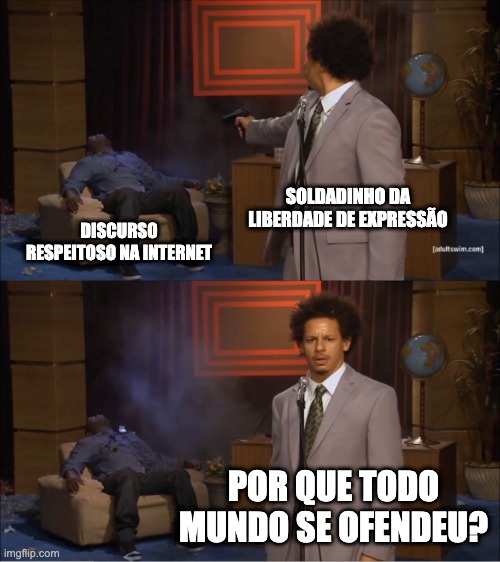 SOLDADINHO DA
LIBERDADE DE EXPRESSÃO
DISCURSO
RESPEITOSO NA INTERNET
[adultswim.com]
POR QUE TODO
MUNDO SE OFENDEU?
imgflip.com